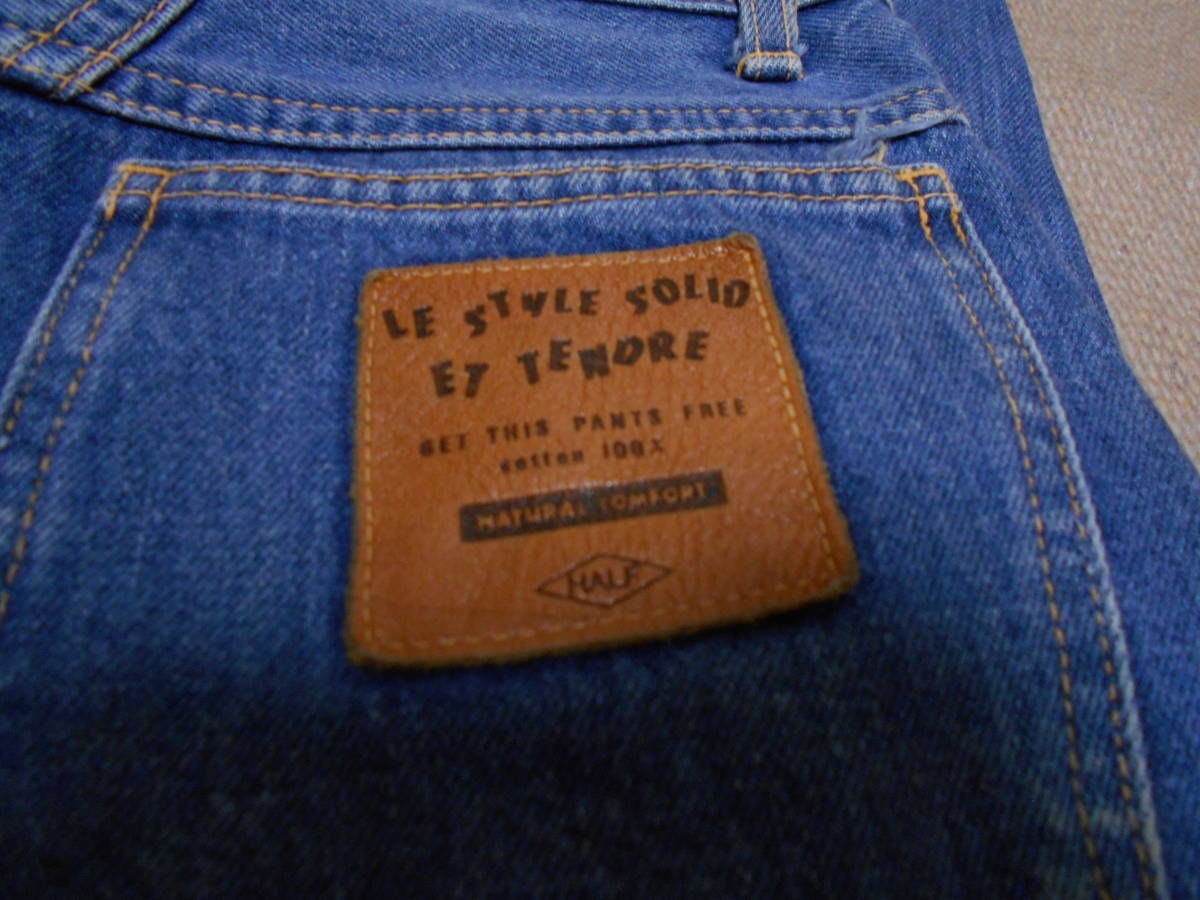 LE STYLE SOLID
ET TENDRE
GET THIS PANTS FREE
cotton 100%
NATURAL COMFORT
HALF